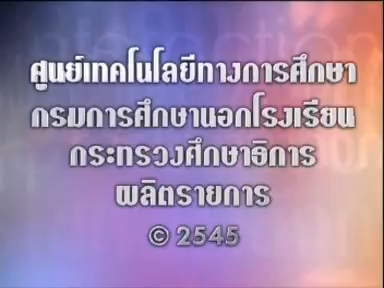 ศูนย์เทคโนโลยีทางการศึกษา
กรมการศึกษานอกโรงเรียน
กระทรวงศึกษาธิการ
ผลิตรายการ
© 2545